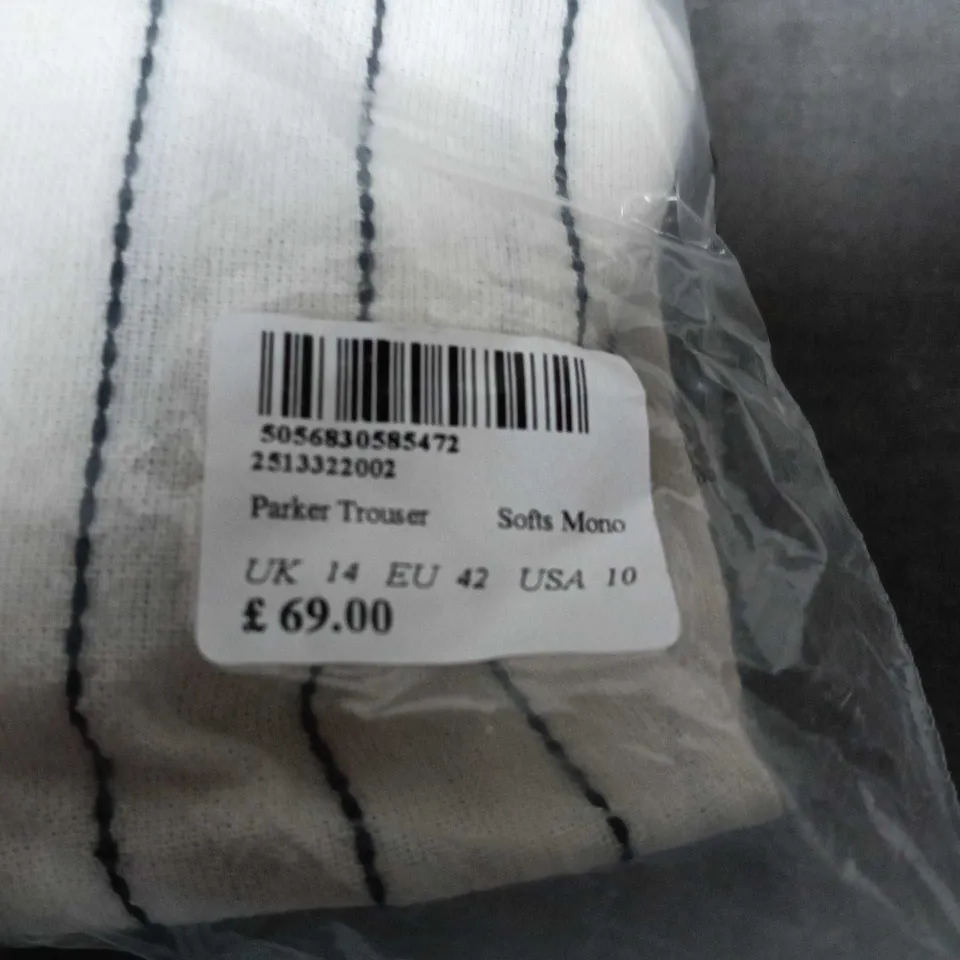 5056830585472
2513322002
Parker Trouser Softs Mono
UK 14 EU 42 USA 10
£ 69.00